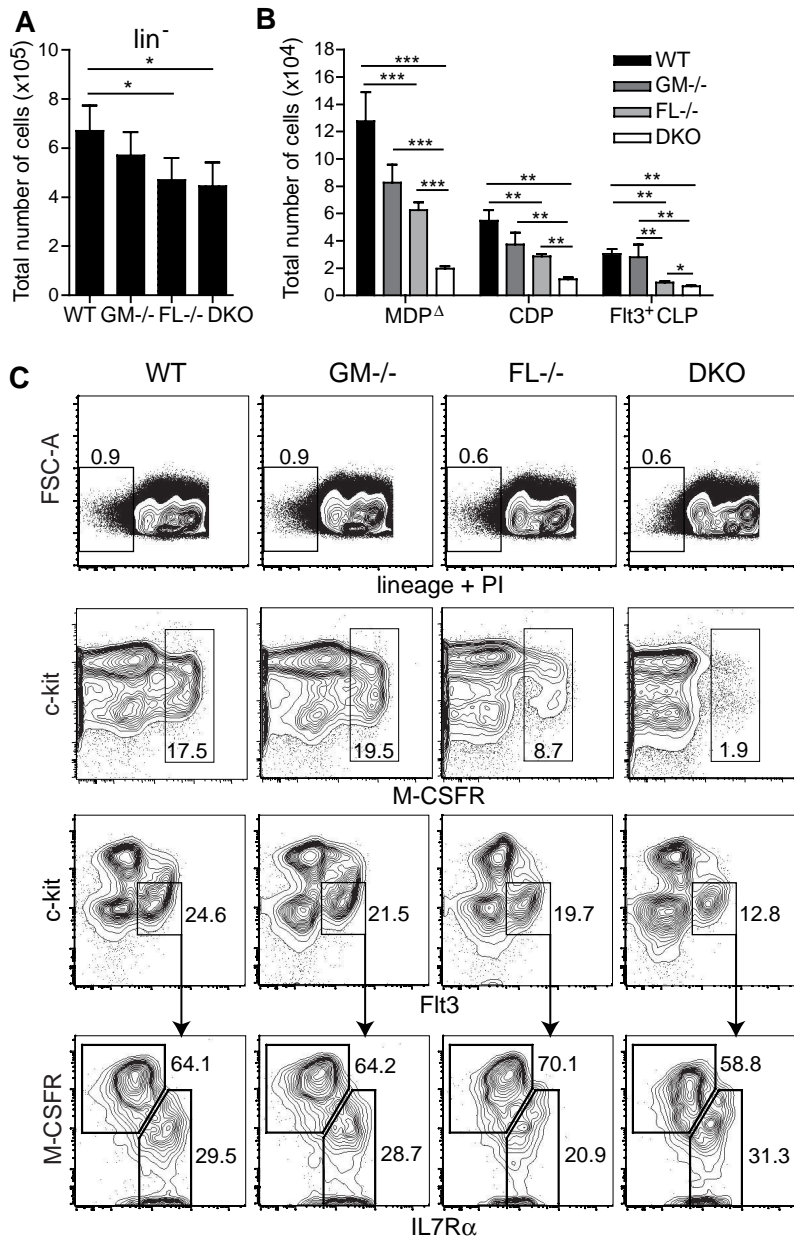 A
lin-
Total number of cells (x10⁵)
10
8
6
4
2
0
*
*
WT GM-/- FL-/- DKO
B
Total number of cells (x10⁴)
18
16
14
12
10
8
6
4
2
0
WT
GM-/-
FL-/-
DKO
***
***
***
***
**
**
**
**
**
**
**
**
*
MDPΔ CDP Flt3+ CLP
C
WT GM-/- FL-/- DKO
FSC-A
0.9 0.9 0.6 0.6
lineage + PI
c-kit
17.5 19.5 8.7 1.9
M-CSFR
c-kit
24.6 21.5 19.7 12.8
Flt3
M-CSFR
64.1 64.2 70.1 58.8
29.5 28.7 20.9 31.3
IL7Rα